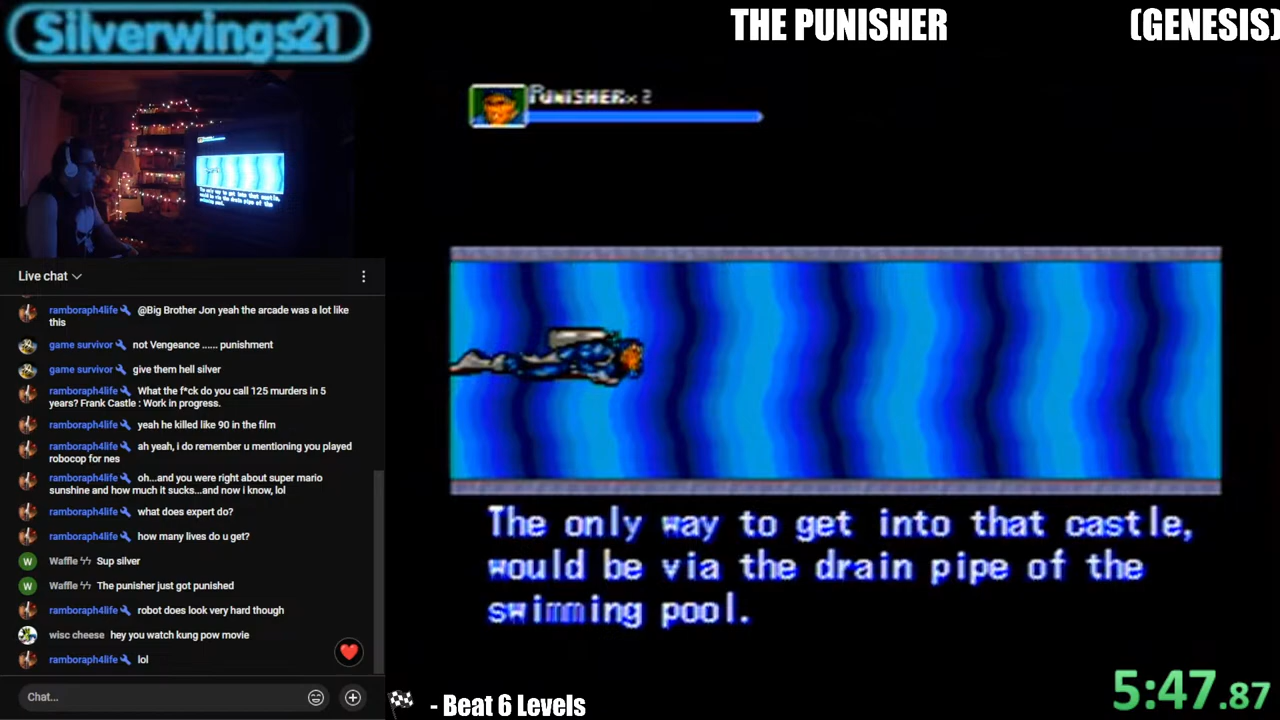 Silverwings21
THE PUNISHER
(GENESIS)
PUNISHER x 2
Live chat
ramboraph4life @Big Brother Jon yeah the arcade was a lot like
this
game survivor not Vengeance ...... punishment
game survivor give them hell silver
ramboraph4life What the f*ck do you call 125 murders in 5
years? Frank Castle : Work in progress.
ramboraph4life yeah he killed like 90 in the film
ramboraph4life ah yeah, i do remember u mentioning you played
robocop for nes
ramboraph4life oh...and you were right about super mario
sunshine and how much it sucks...and now i know, lol
ramboraph4life what does expert do?
ramboraph4life how many lives do u get?
W Waffle ϟϟ Sup silver
W Waffle ϟϟ The punisher just got punished
ramboraph4life robot does look very hard though
wisc cheese hey you watch kung pow movie
ramboraph4life lol
Chat...
The only way to get into that castle,
would be via the drain pipe of the
swimming pool.
- Beat 6 Levels
5:47.87